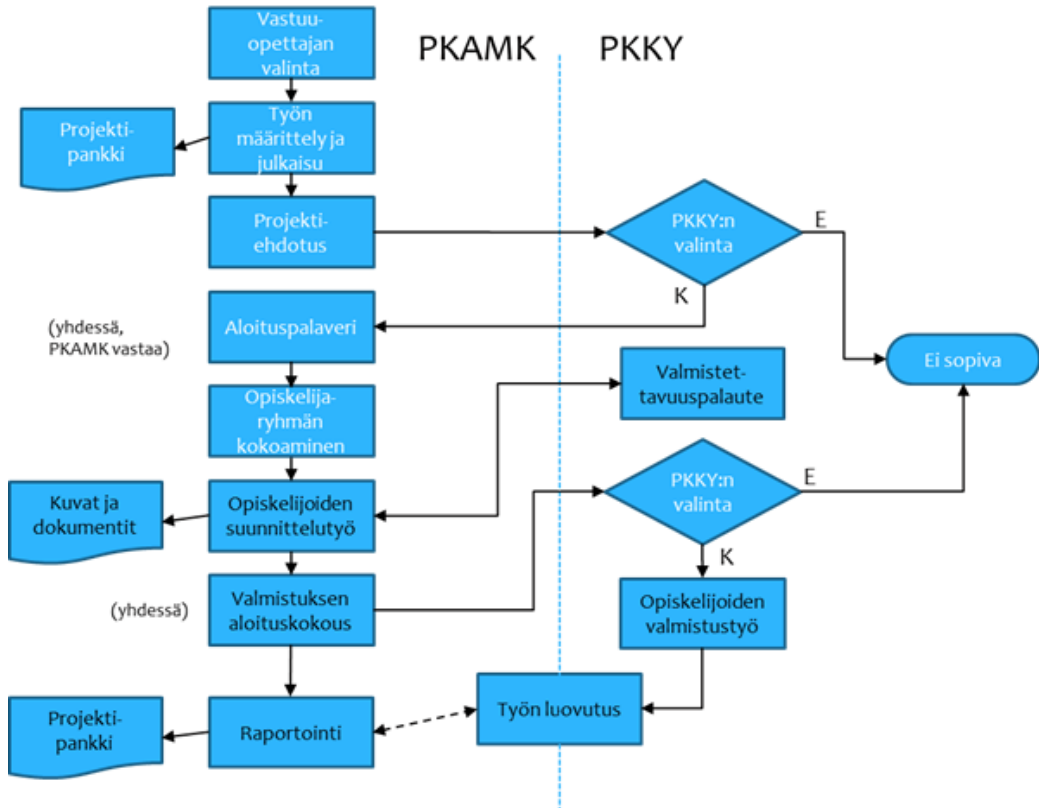 Vastuu-
opettajan
valinta
PKAMK
PKKY
Projekti-
pankki
Työn
määrittely ja
julkaisu
Projekti-
ehdotus
PKKY:n
valinta
E
K
(yhdessä,
PKAMK vastaa)
Aloituspalaveri
Ei sopiva
Valmistet-
tavuuspalaute
Opiskelija-
ryhmän
kokoaminen
PKKY:n
valinta
E
K
Kuvat ja
dokumentit
Opiskelijoiden
suunnittelutyö
(yhdessä)
Valmistuksen
aloituskokous
Opiskelijoiden
valmistustyö
Projekti-
pankki
Raportointi
Työn luovutus